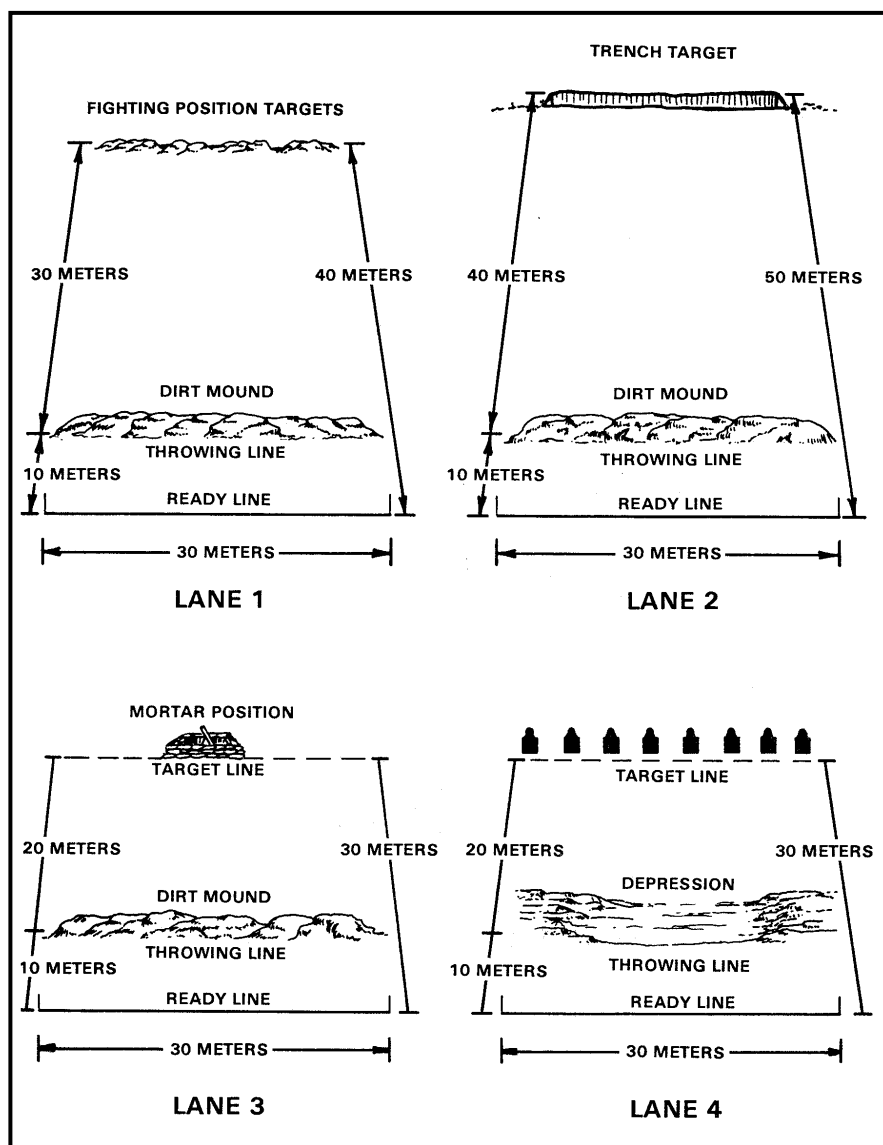 FIGHTING POSITION TARGETS
30 METERS
40 METERS
DIRT MOUND
THROWING LINE
10 METERS
READY LINE
30 METERS
LANE 1
TRENCH TARGET
40 METERS
50 METERS
DIRT MOUND
THROWING LINE
10 METERS
READY LINE
30 METERS
LANE 2
MORTAR POSITION
TARGET LINE
20 METERS
30 METERS
DIRT MOUND
THROWING LINE
10 METERS
READY LINE
30 METERS
LANE 3
TARGET LINE
20 METERS
30 METERS
DEPRESSION
THROWING LINE
10 METERS
READY LINE
30 METERS
LANE 4